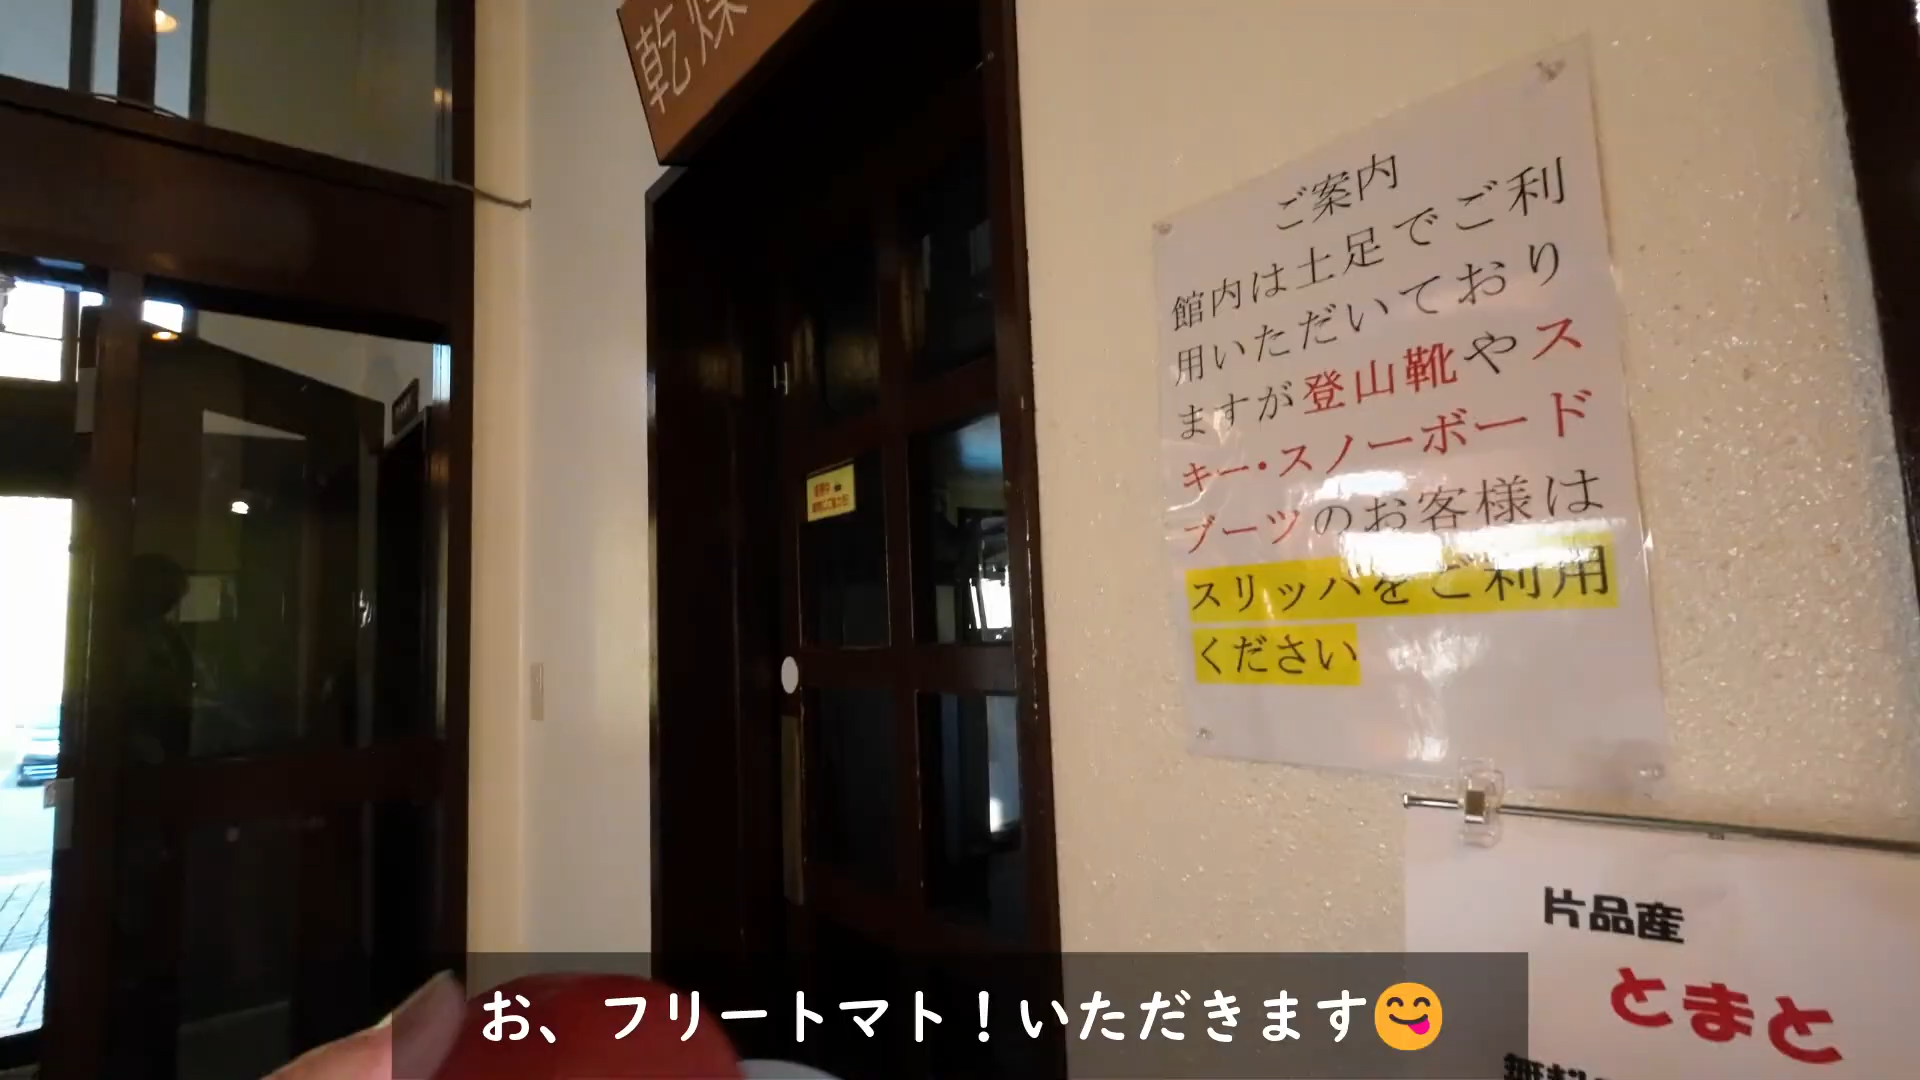 乾燥
ご案内
館内は土足でご利
用いただいており
ますが登山靴やス
キー・スノーボード
ブーツのお客様は
スリッパをご利用
ください
片品産
とまと
無料
お、フリートマト！いただきます😋